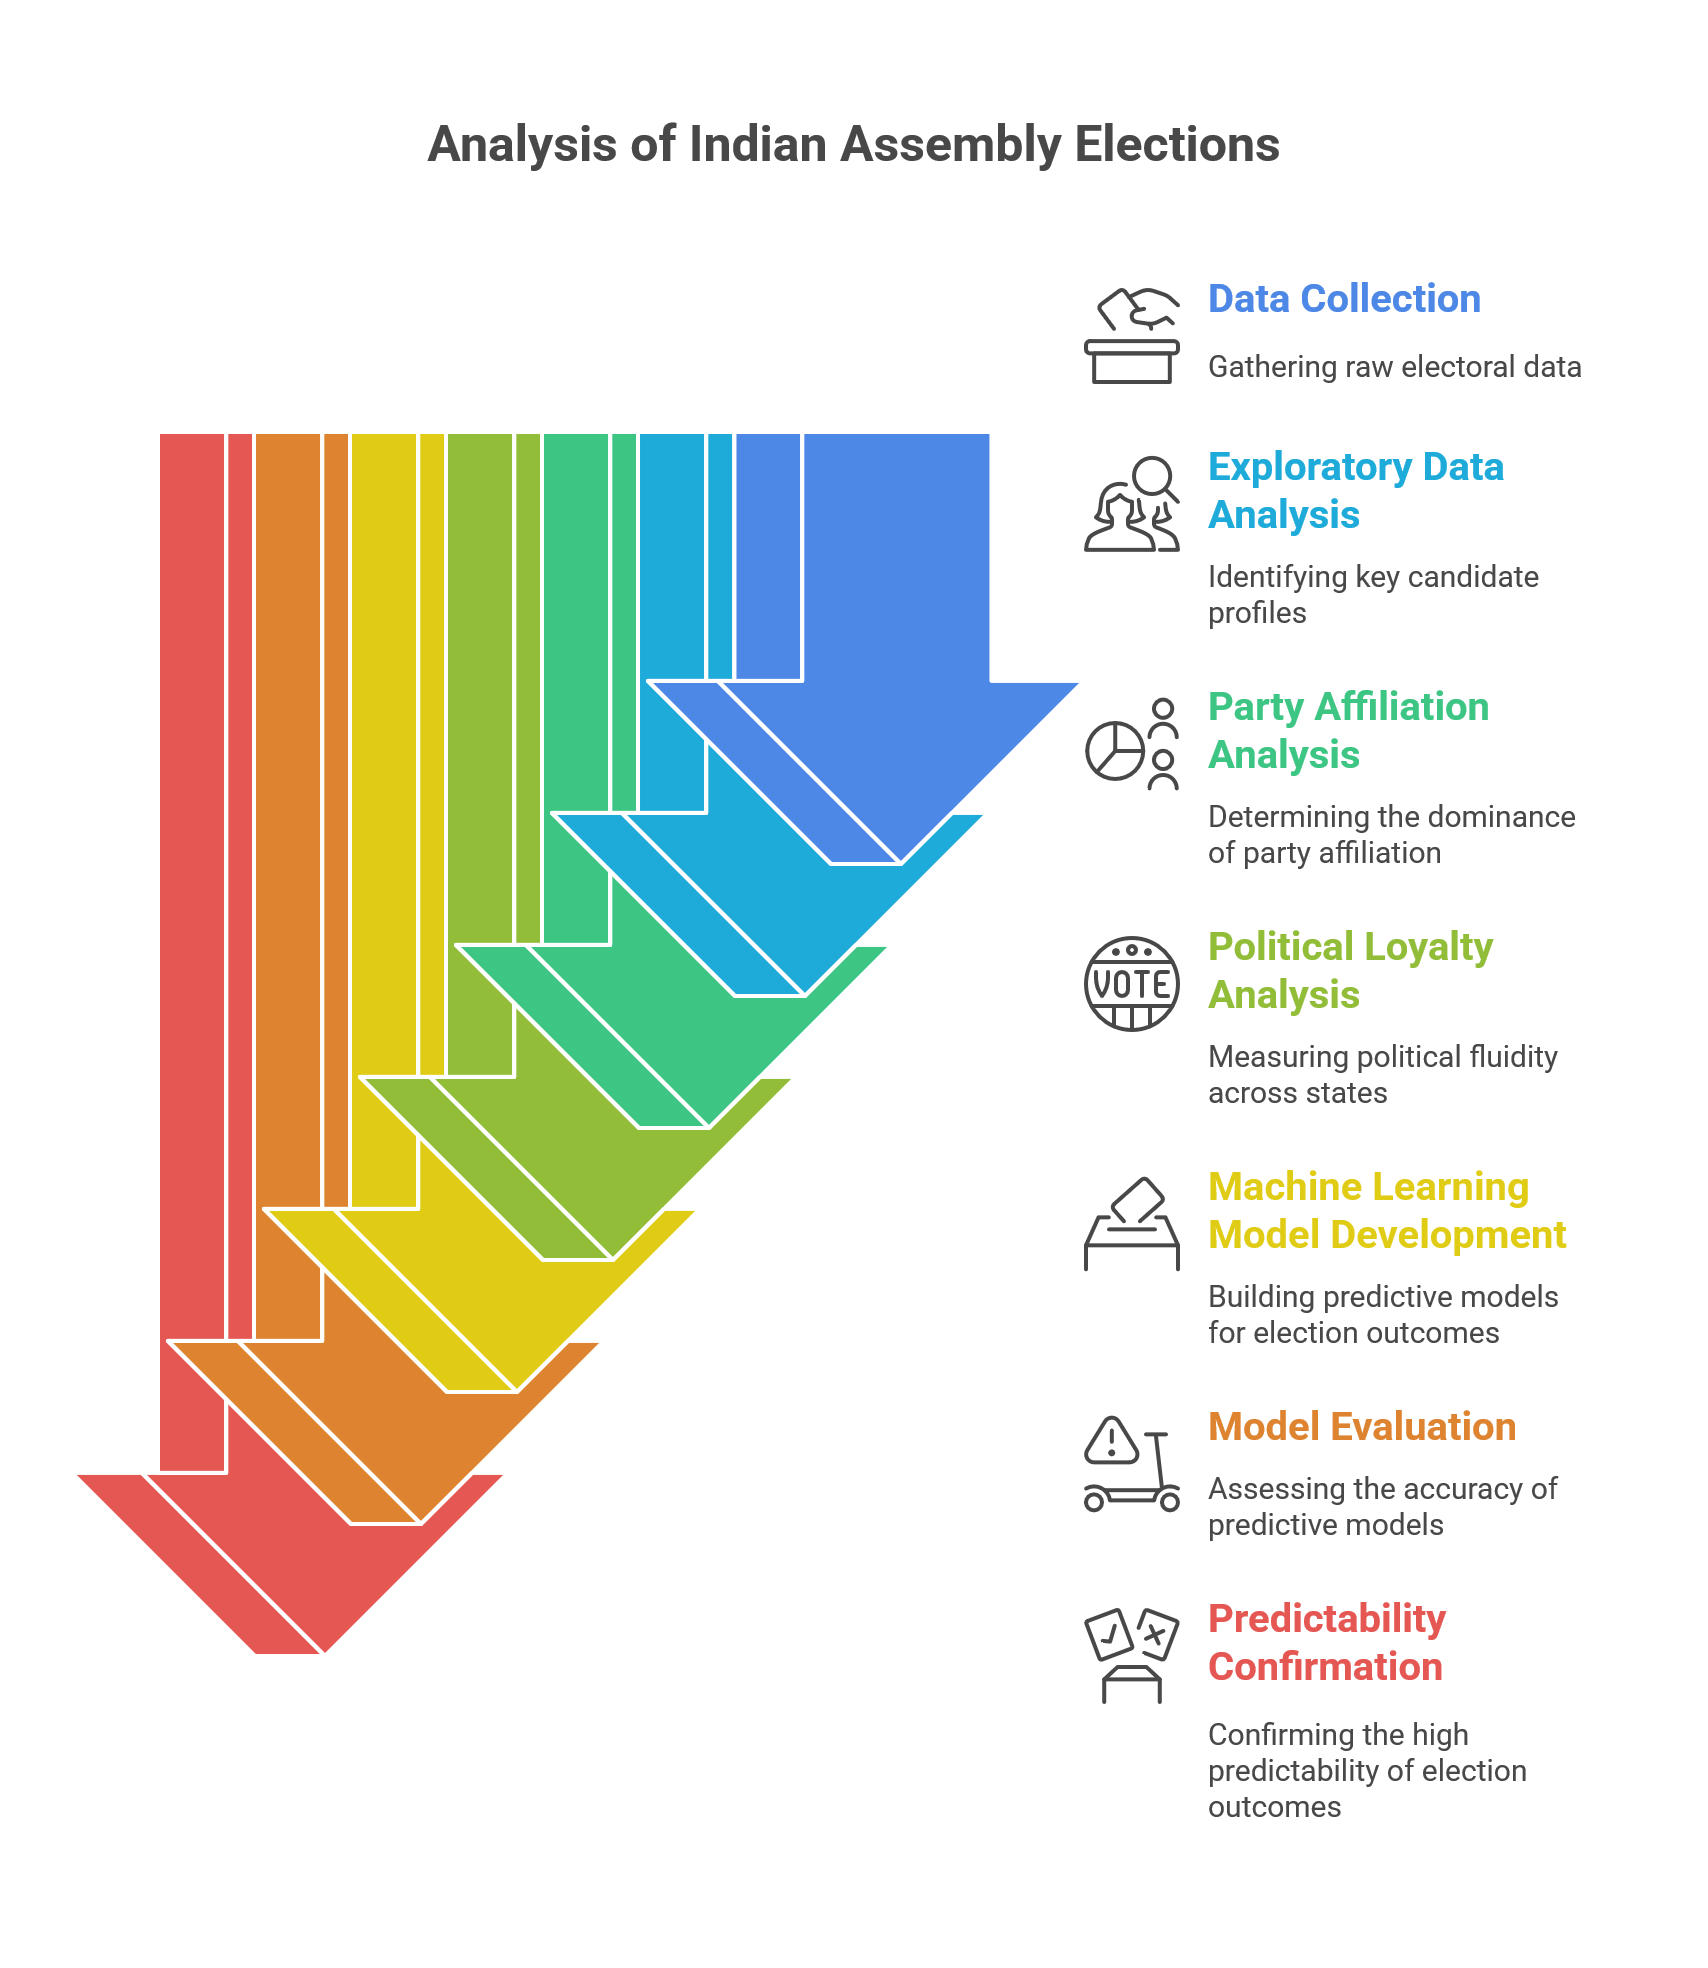 Analysis of Indian Assembly Elections
Data Collection
Gathering raw electoral data
Exploratory Data
Analysis
Identifying key candidate
profiles
Party Affiliation
Analysis
Determining the dominance
of party affiliation
VOTE
Political Loyalty
Analysis
Measuring political fluidity
across states
Machine Learning
Model Development
Building predictive models
for election outcomes
Model Evaluation
Assessing the accuracy of
predictive models
Predictability
Confirmation
Confirming the high
predictability of election
outcomes